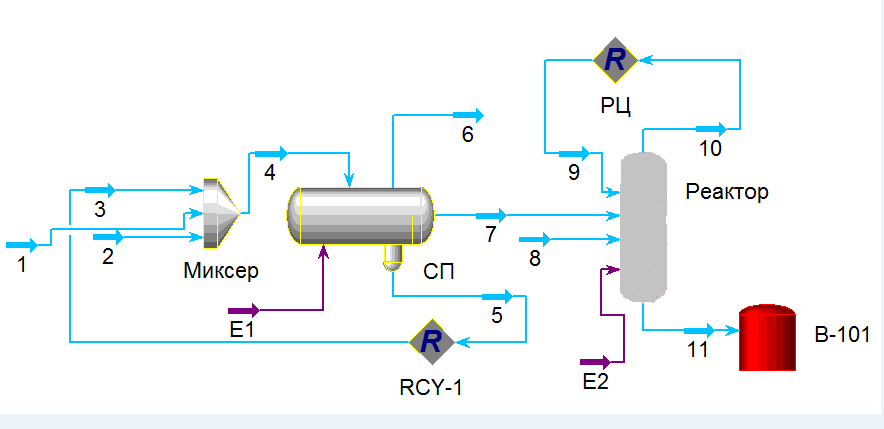 R
РЦ
6
10
4
9
3
Реактор
7
1
2
Миксер
8
СП
E1
5
R
RCY-1
11
B-101
E2